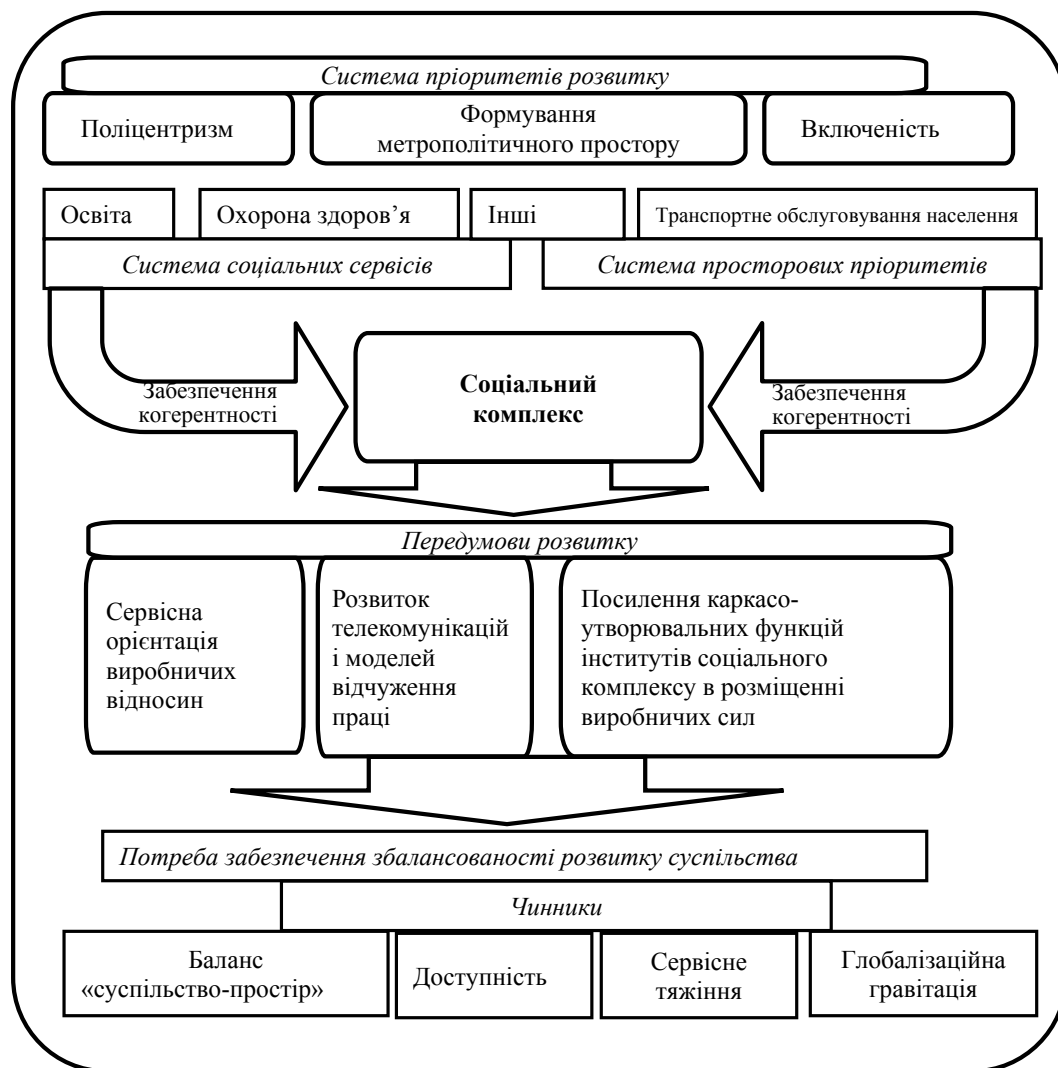 Система пріоритетів розвитку
Поліцентризм
Формування
метрополітичного простору
Включеність
Освіта
Охорона здоров’я
Інші
Транспортне обслуговування населення
Система соціальних сервісів
Система просторових пріоритетів
Забезпечення
когерентності
Соціальний
комплекс
Забезпечення
когерентності
Передумови розвитку
Сервісна
орієнтація
виробничих
відносин
Розвиток
телекомунікацій
і моделей
відчуження
праці
Посилення каркасо-
утворювальних функцій
інститутів соціального
комплексу в розміщенні
виробничих сил
Потреба забезпечення збалансованості розвитку суспільства
Чинники
Баланс
«суспільство-простір»
Доступність
Сервісне
тяжіння
Глобалізаційна
гравітація